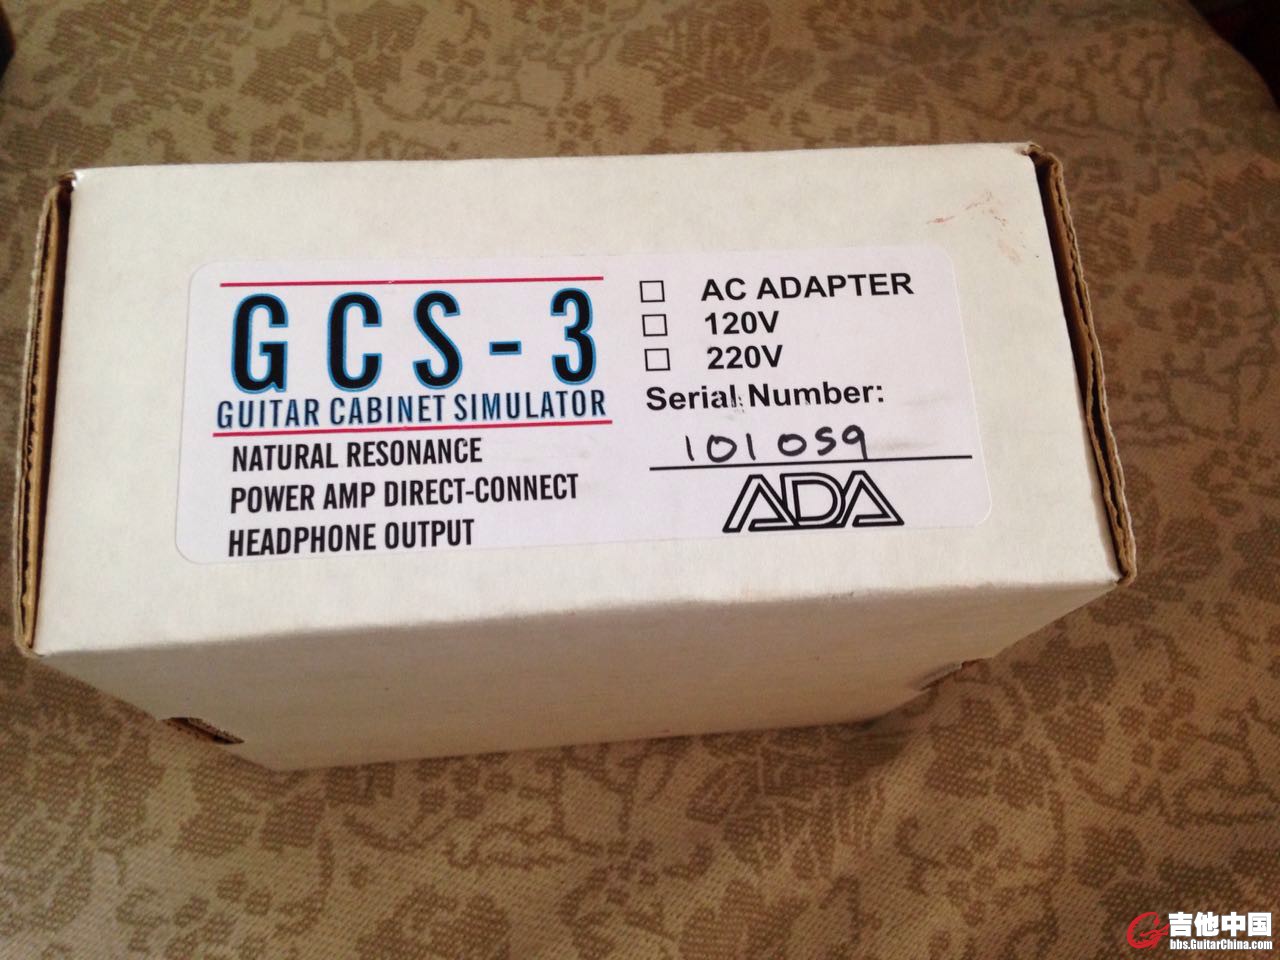 GCS-3
GUITAR CABINET SIMULATOR
NATURAL RESONANCE
POWER AMP DIRECT-CONNECT
HEADPHONE OUTPUT
AC ADAPTER
120V
220V
Serial Number:
101059
ADA
吉他中国
bbs.GuitarChina.com